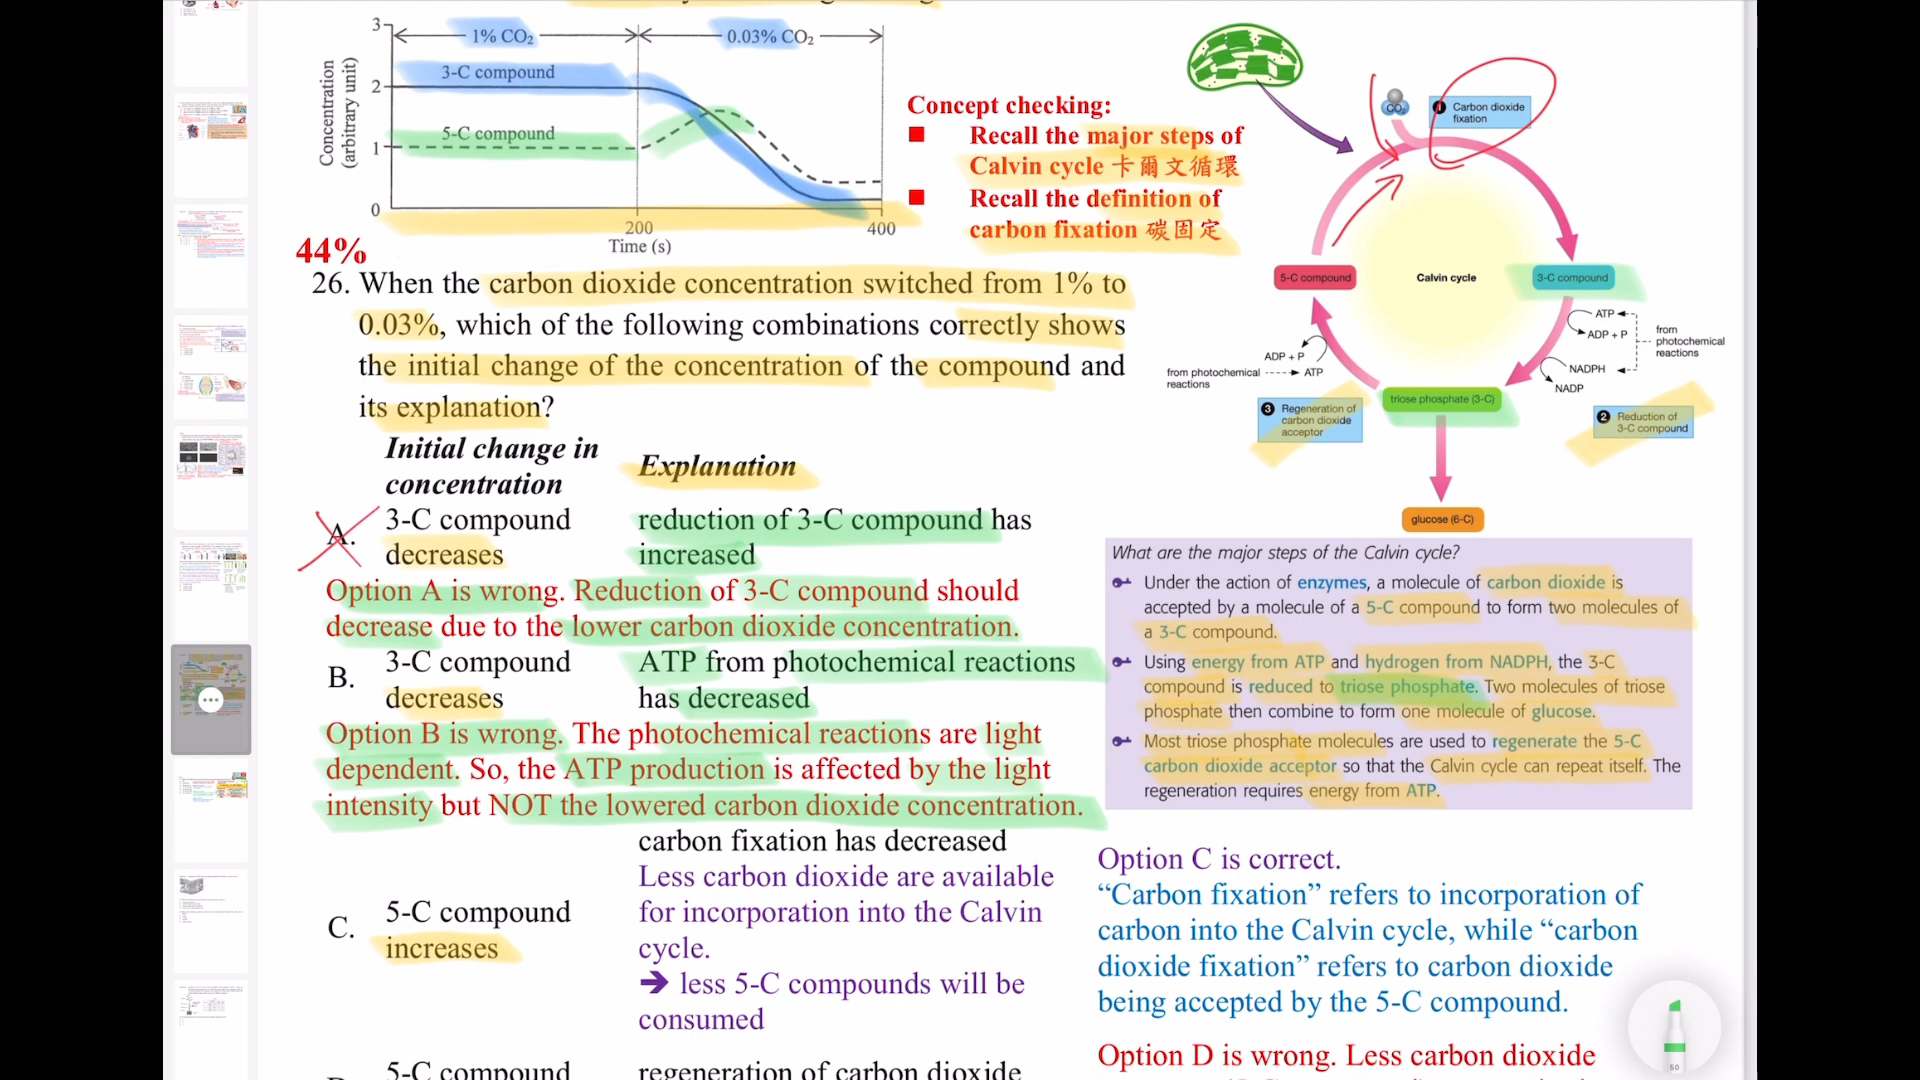 3
1% CO₂
0.03% CO₂
3-C compound
2
5-C compound
1
0
Concentration
(arbitrary unit)
200
400
Time (s)
44%
Concept checking:
Recall the major steps of
Calvin cycle 卡爾文循環
Recall the definition of
carbon fixation 碳固定
CO₂
1 Carbon dioxide
fixation
5-C compound
Calvin cycle
3-C compound
ATP
ADP + P
from
photochemical
reactions
NADPH
NADP
ADP + P
from photochemical
reactions
ATP
triose phosphate (3-C)
3 Regeneration of
carbon dioxide
acceptor
2 Reduction of
3-C compound
glucose (6-C)
26. When the carbon dioxide concentration switched from 1% to
0.03%, which of the following combinations correctly shows
the initial change of the concentration of the compound and
its explanation?
Initial change in
concentration
Explanation
A.
3-C compound
decreases
reduction of 3-C compound has
increased
Option A is wrong. Reduction of 3-C compound should
decrease due to the lower carbon dioxide concentration.
B.
3-C compound
decreases
ATP from photochemical reactions
has decreased
Option B is wrong. The photochemical reactions are light
dependent. So, the ATP production is affected by the light
intensity but NOT the lowered carbon dioxide concentration.
C.
5-C compound
increases
carbon fixation has decreased
Less carbon dioxide are available
for incorporation into the Calvin
cycle.
➔ less 5-C compounds will be
consumed
5-C compound
regeneration of carbon dioxide
What are the major steps of the Calvin cycle?
Under the action of enzymes, a molecule of carbon dioxide is
accepted by a molecule of a 5-C compound to form two molecules of
a 3-C compound.
Using energy from ATP and hydrogen from NADPH, the 3-C
compound is reduced to triose phosphate. Two molecules of triose
phosphate then combine to form one molecule of glucose.
Most triose phosphate molecules are used to regenerate the 5-C
carbon dioxide acceptor so that the Calvin cycle can repeat itself. The
regeneration requires energy from ATP.
Option C is correct.
“Carbon fixation” refers to incorporation of
carbon into the Calvin cycle, while “carbon
dioxide fixation” refers to carbon dioxide
being accepted by the 5-C compound.
Option D is wrong. Less carbon dioxide
50